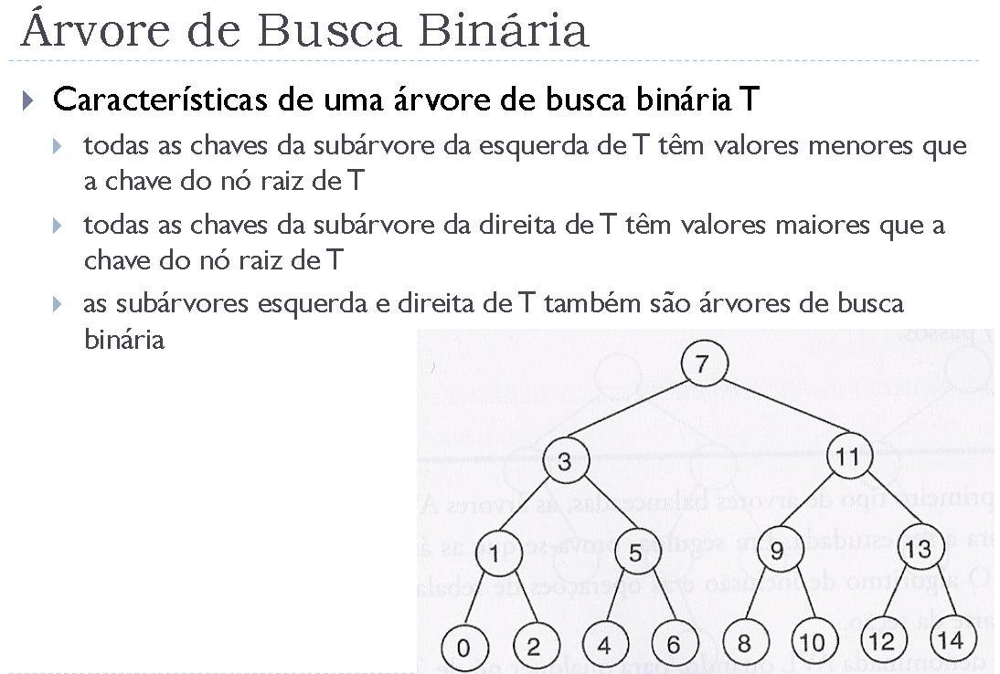 Árvore de Busca Binária
Características de uma árvore de busca binária T
todas as chaves da subárvore da esquerda de T têm valores menores que
a chave do nó raiz de T
todas as chaves da subárvore da direita de T têm valores maiores que a
chave do nó raiz de T
as subárvores esquerda e direita de T também são árvores de busca
binária
7
3 11
1 5 9 13
0 2 4 6 8 10 12 14